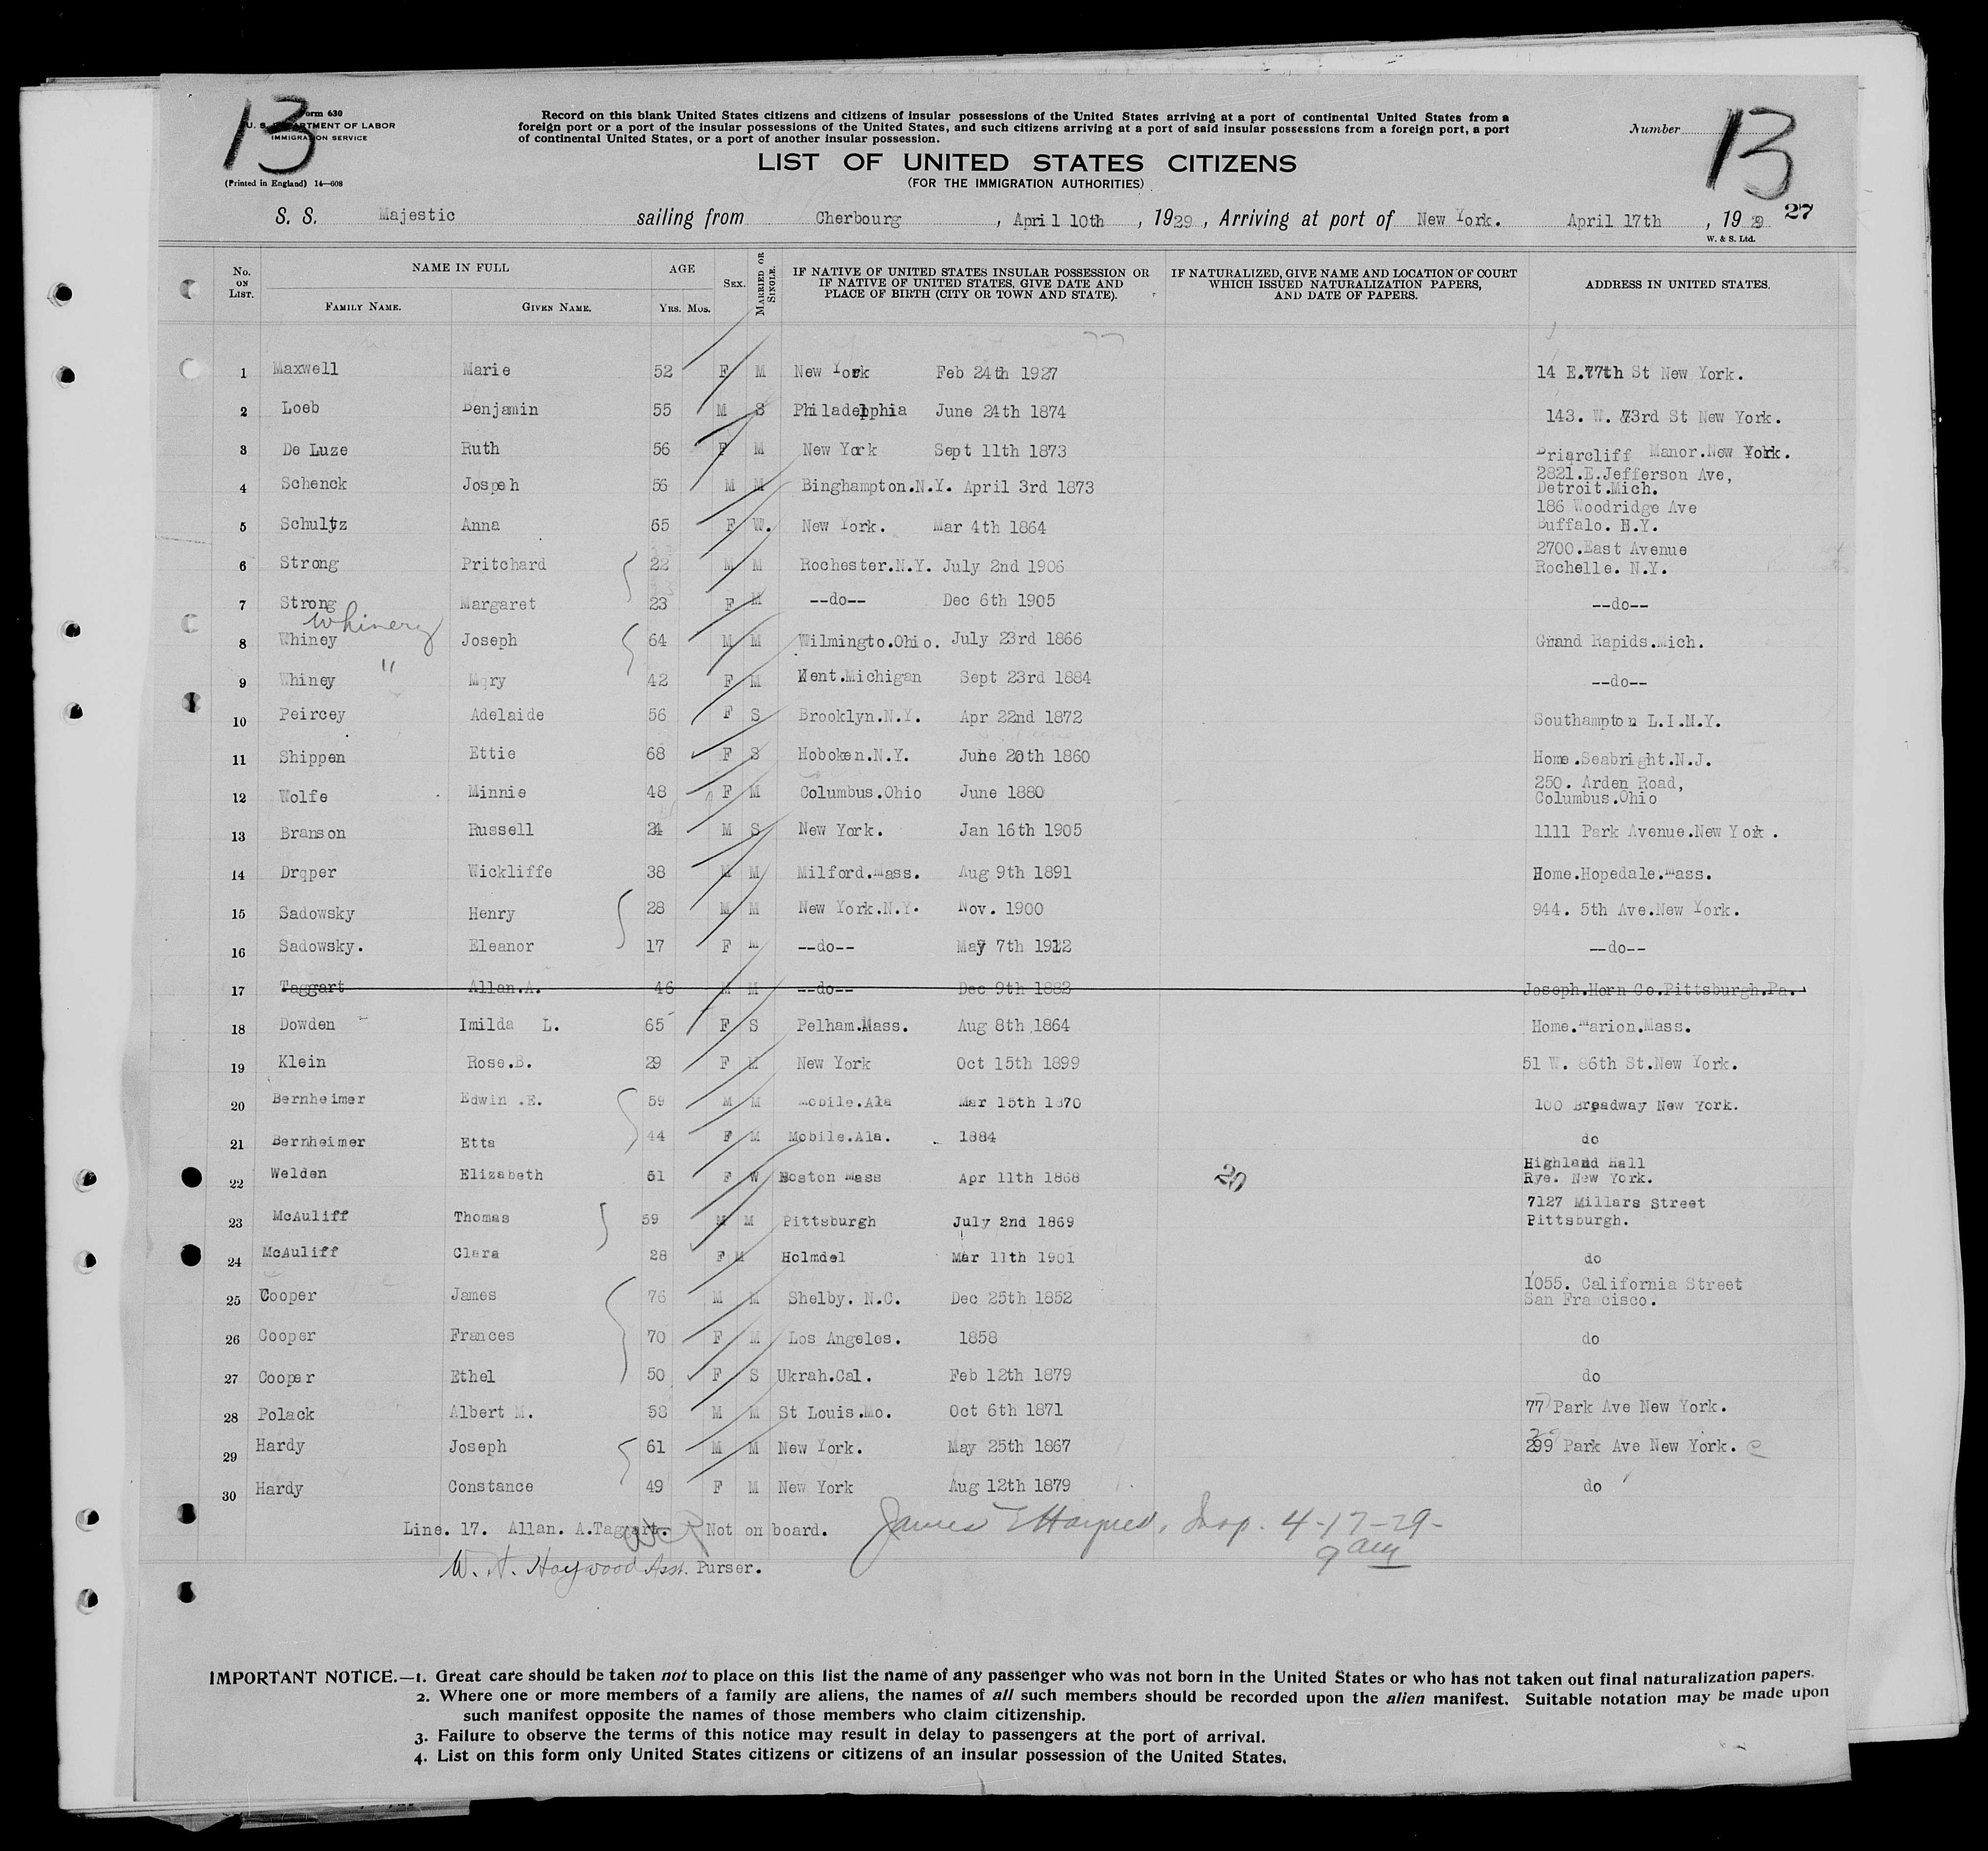 13
Form 630
U. S. DEPARTMENT OF LABOR
IMMIGRATION SERVICE
(Printed in England) 14—608
Record on this blank United States citizens and citizens of insular possessions of the United States arriving at a port of continental United States from a
foreign port or a port of the insular possessions of the United States, and such citizens arriving at a port of said insular possessions from a foreign port, a port
of continental United States, or a port of another insular possession.
Number 13
LIST OF UNITED STATES CITIZENS
(FOR THE IMMIGRATION AUTHORITIES)
S. S. Majestic sailing from Cherbourg , April 10th , 1929 , Arriving at port of New York. April 17th , 1929 27
W. & S. Ltd.
No. ON LIST. NAME IN FULL FAMILY NAME. GIVEN NAME. AGE YRS. MOS. SEX. MARRIED OR SINGLE. IF NATIVE OF UNITED STATES INSULAR POSSESSION OR IF NATIVE OF UNITED STATES, GIVE DATE AND PLACE OF BIRTH (CITY OR TOWN AND STATE). IF NATURALIZED, GIVE NAME AND LOCATION OF COURT WHICH ISSUED NATURALIZATION PAPERS, AND DATE OF PAPERS. ADDRESS IN UNITED STATES.
1 Maxwell Marie 52 F M New York Feb 24th 1927 14 E.77th St New York.
2 Loeb Benjamin 55 M S Philadelphia June 24th 1874 143. W. 73rd St New York.
3 De Luze Ruth 56 F M New York Sept 11th 1873 Briarcliff Manor.New York.
4 Schenck Jospeh 56 M M Binghampton.N.Y. April 3rd 1873 2821.E.Jefferson Ave, Detroit.Mich.
5 Schultz Anna 65 F W. New York. Mar 4th 1864 186 Woodridge Ave Buffalo. N.Y.
6 Strong Pritchard 22 M M Rochester.N.Y. July 2nd 1906 2700.East Avenue Rochelle. N.Y.
7 Strong Margaret 23 F M --do-- Dec 6th 1905 --do--
Whinery
8 Whiney Joseph 64 M M Wilmingto.Ohio. July 23rd 1866 Grand Rapids.Mich.
"
9 Whiney Mary 42 F M Kent.Michigan Sept 23rd 1884 --do--
10 Peircey Adelaide 56 F S Brooklyn.N.Y. Apr 22nd 1872 Southampton L.I.N.Y.
11 Shippen Ettie 68 F S Hoboken.N.Y. June 20th 1860 Home.Seabright.N.J.
12 Wolfe Minnie 48 F M Columbus.Ohio June 1880 250. Arden Road, Columbus.Ohio
13 Branson Russell 24 M S New York. Jan 16th 1905 1111 Park Avenue.New York.
14 Drqper Wickliffe 38 M M Milford.Mass. Aug 9th 1891 Home.Hopedale.Mass.
15 Sadowsky Henry 28 M M New York.N.Y. Nov. 1900 944. 5th Ave.New York.
16 Sadowsky. Eleanor 17 F M --do-- May 7th 1912 --do--
17 Taggart Allan.A. 46 M M --do-- Dec 9th 1882 Joseph.Horn Co.Pittsburgh.Pa.
18 Dowden Imilda L. 65 F S Pelham.Mass. Aug 8th 1864 Home.Marion.Mass.
19 Klein Rose.B. 29 F M New York Oct 15th 1899 51 W. 86th St.New York.
20 Bernheimer Edwin .E. 59 M M Mobile.Ala Mar 15th 1870 100 Broadway New York.
21 Bernheimer Etta 44 F M Mobile.Ala. 1884 do
22 Welden Elizabeth 61 F W Boston Mass Apr 11th 1868 20 Highland Hall Rye. New York.
23 McAuliff Thomas 59 M M Pittsburgh July 2nd 1869 7127 Millars Street Pittsburgh.
24 McAuliff Clara 28 F M Holmdel Mar 11th 1901 do
25 Cooper James 76 M M Shelby. N.C. Dec 25th 1852 1055. California Street San Francisco.
26 Cooper Frances 70 F M Los Angeles. 1858 do
27 Cooper Ethel 50 F S Ukrah.Cal. Feb 12th 1879 do
28 Polack Albert M. 58 M M St Louis.Mo. Oct 6th 1871 77 Park Ave New York.
29 Hardy Joseph 61 M M New York. May 25th 1867 299 Park Ave New York.
30 Hardy Constance 49 F M New York Aug 12th 1879 do
Line. 17. Allan. A.Taggart. Not on board. James E Haynes, Insp. 4-17-29-
9 am
W. H. Haywood Asst. Purser.
IMPORTANT NOTICE.—1. Great care should be taken not to place on this list the name of any passenger who was not born in the United States or who has not taken out final naturalization papers.
2. Where one or more members of a family are aliens, the names of all such members should be recorded upon the alien manifest. Suitable notation may be made upon
such manifest opposite the names of those members who claim citizenship.
3. Failure to observe the terms of this notice may result in delay to passengers at the port of arrival.
4. List on this form only United States citizens or citizens of an insular possession of the United States.